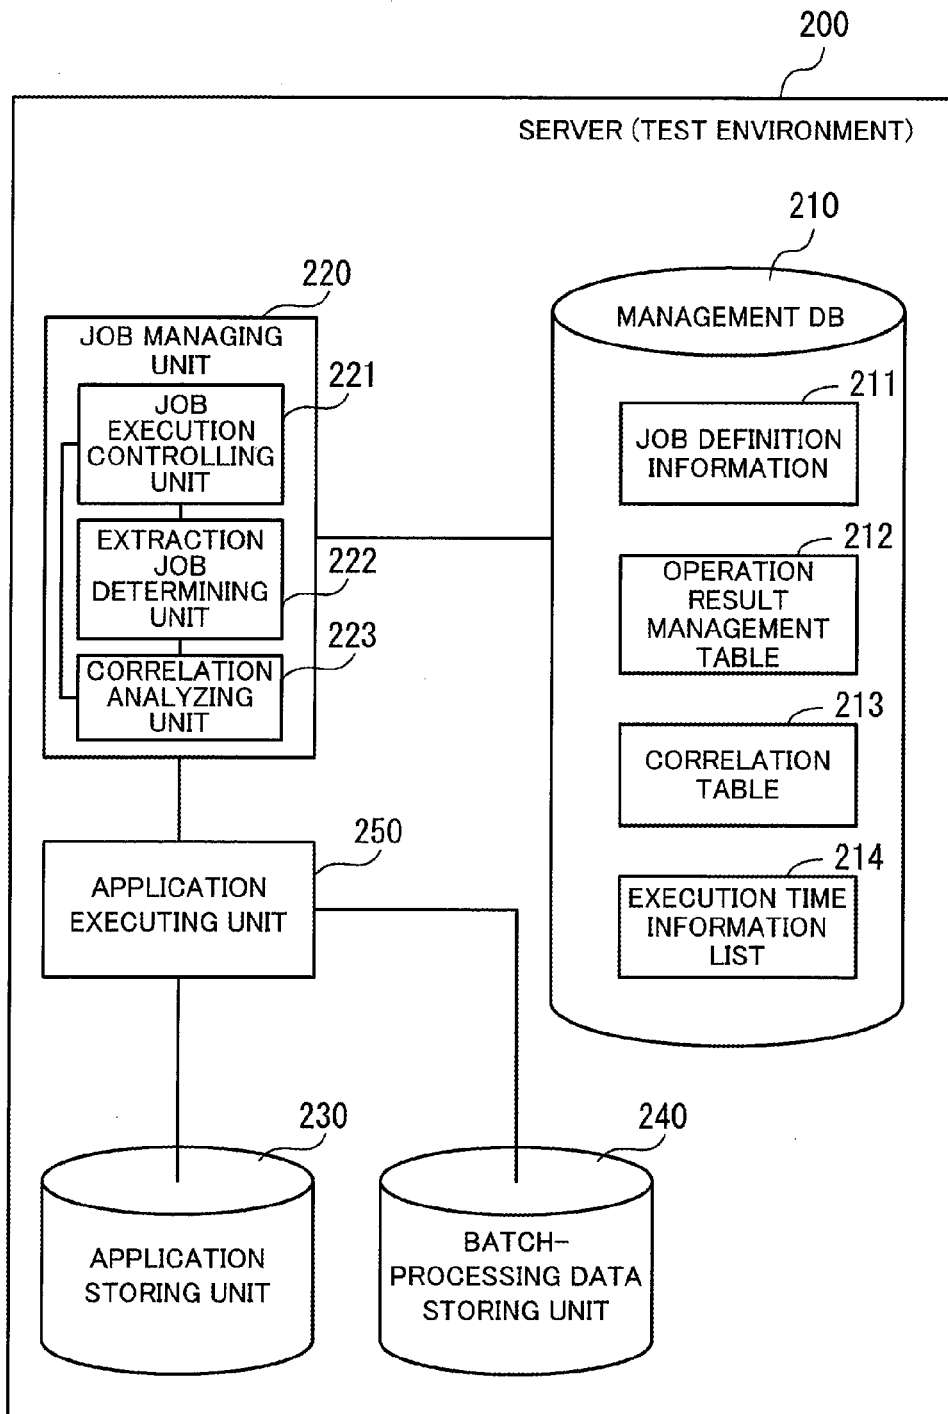 200
SERVER (TEST ENVIRONMENT)
210
MANAGEMENT DB
220
JOB MANAGING
UNIT
221
JOB
EXECUTION
CONTROLLING
UNIT
EXTRACTION
JOB
DETERMINING
UNIT
222
223
CORRELATION
ANALYZING
UNIT
211
JOB DEFINITION
INFORMATION
212
OPERATION
RESULT
MANAGEMENT
TABLE
213
CORRELATION
TABLE
214
EXECUTION TIME
INFORMATION
LIST
250
APPLICATION
EXECUTING UNIT
230
APPLICATION
STORING UNIT
240
BATCH-
PROCESSING DATA
STORING UNIT